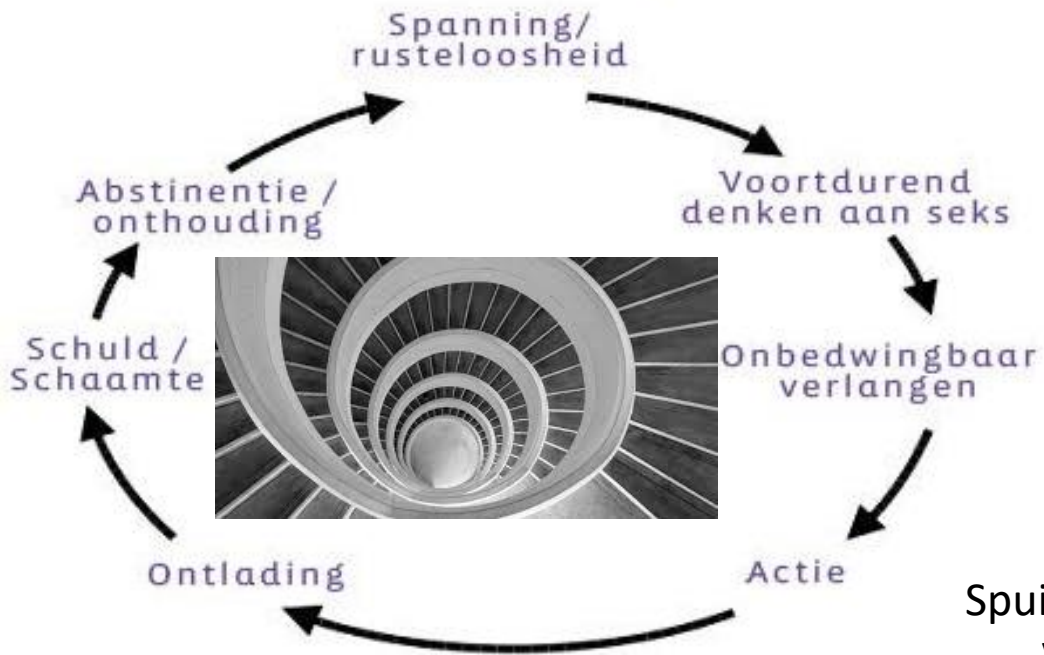 Spanning/
rusteloosheid
Voortdurend
denken aan seks
Onbedwingbaar
verlangen
Actie
Ontlading
Schuld /
Schaamte
Abstinentie /
onthouding